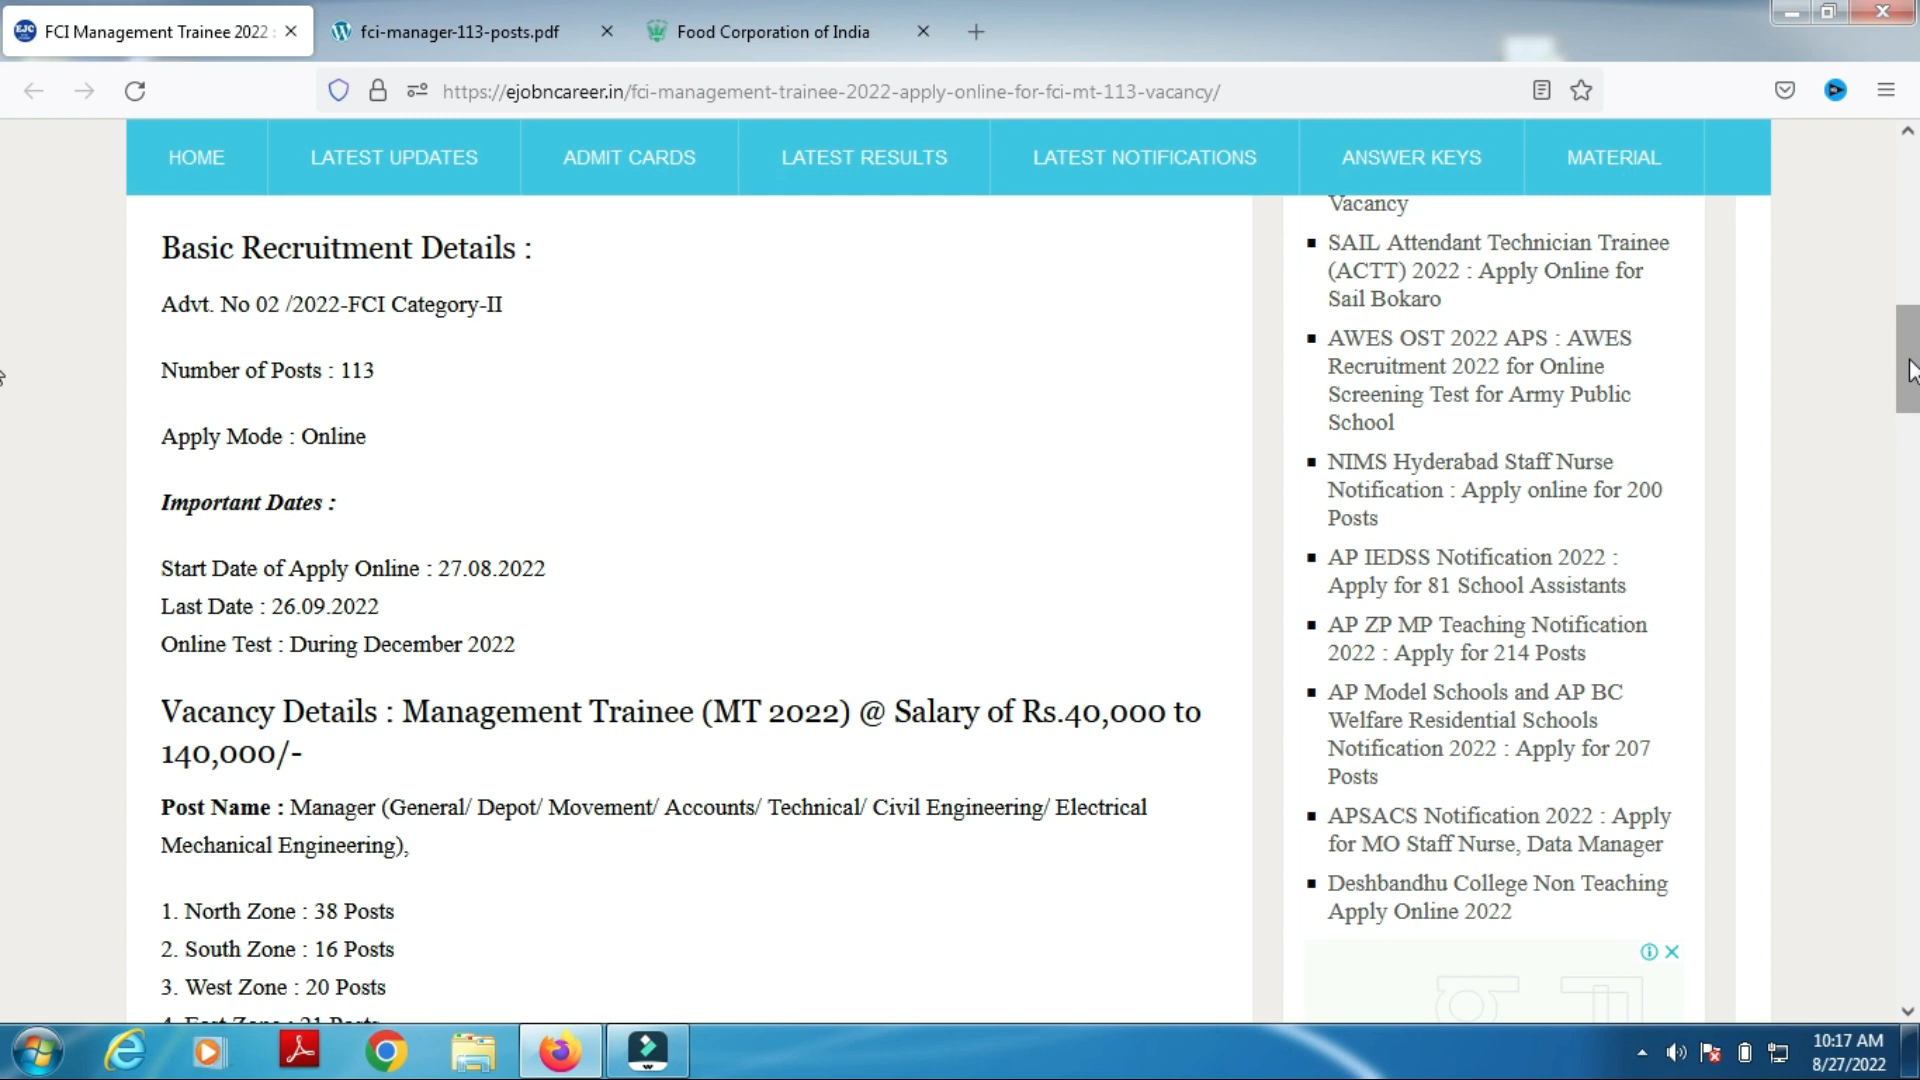 FCI Management Trainee 2022 :
fci-manager-113-posts.pdf
Food Corporation of India
https://ejobncareer.in/fci-management-trainee-2022-apply-online-for-fci-mt-113-vacancy/
HOME
LATEST UPDATES
ADMIT CARDS
LATEST RESULTS
LATEST NOTIFICATIONS
ANSWER KEYS
MATERIAL
Basic Recruitment Details :
Advt. No 02 /2022-FCI Category-II
Number of Posts : 113
Apply Mode : Online
Important Dates :
Start Date of Apply Online : 27.08.2022
Last Date : 26.09.2022
Online Test : During December 2022
Vacancy Details : Management Trainee (MT 2022) @ Salary of Rs.40,000 to
140,000/-
Post Name : Manager (General/ Depot/ Movement/ Accounts/ Technical/ Civil Engineering/ Electrical
Mechanical Engineering),
1. North Zone : 38 Posts
2. South Zone : 16 Posts
3. West Zone : 20 Posts
4. East Zone : 21 Posts
Vacancy
SAIL Attendant Technician Trainee
(ACTT) 2022 : Apply Online for
Sail Bokaro
AWES OST 2022 APS : AWES
Recruitment 2022 for Online
Screening Test for Army Public
School
NIMS Hyderabad Staff Nurse
Notification : Apply online for 200
Posts
AP IEDSS Notification 2022 :
Apply for 81 School Assistants
AP ZP MP Teaching Notification
2022 : Apply for 214 Posts
AP Model Schools and AP BC
Welfare Residential Schools
Notification 2022 : Apply for 207
Posts
APSACS Notification 2022 : Apply
for MO Staff Nurse, Data Manager
Deshbandhu College Non Teaching
Apply Online 2022
10:17 AM
8/27/2022